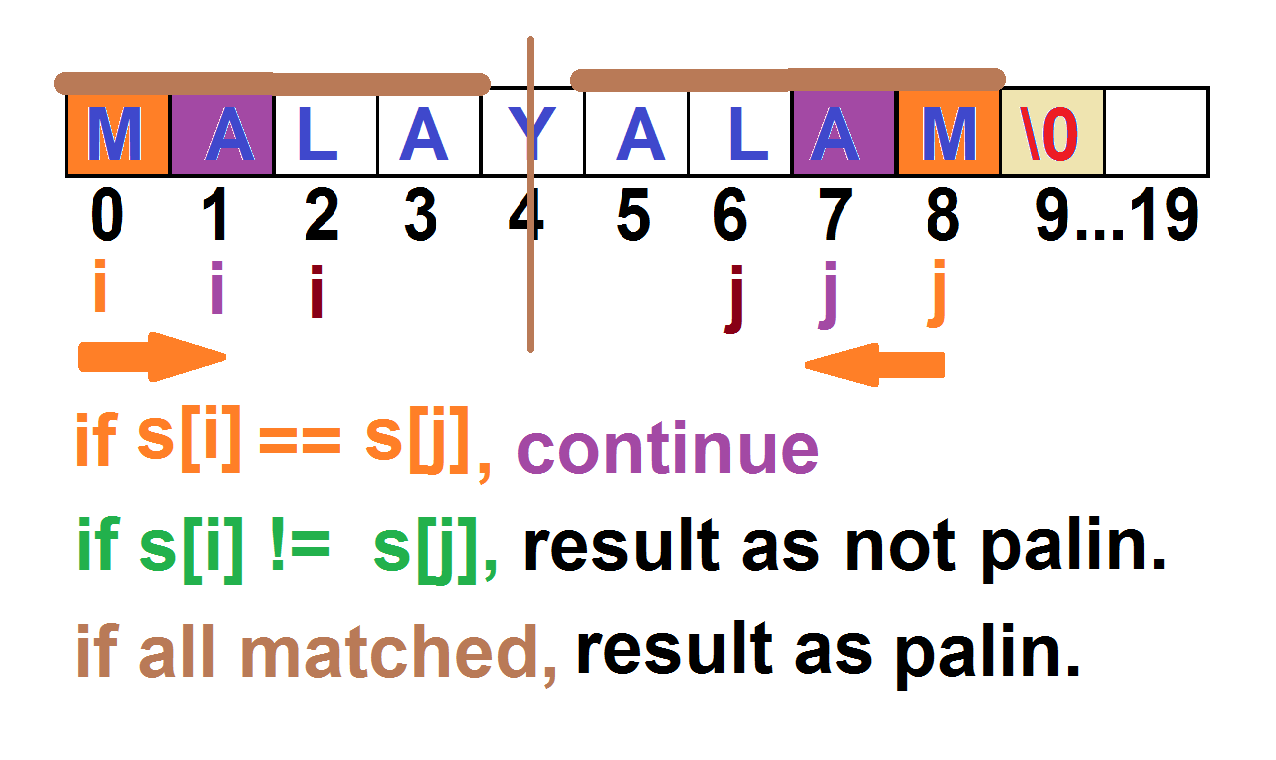 M A L A Y A L A M \0
0 1 2 3 4 5 6 7 8 9...19
i i i j j j
if s[i] == s[j], continue
if s[i] != s[j], result as not palin.
if all matched, result as palin.